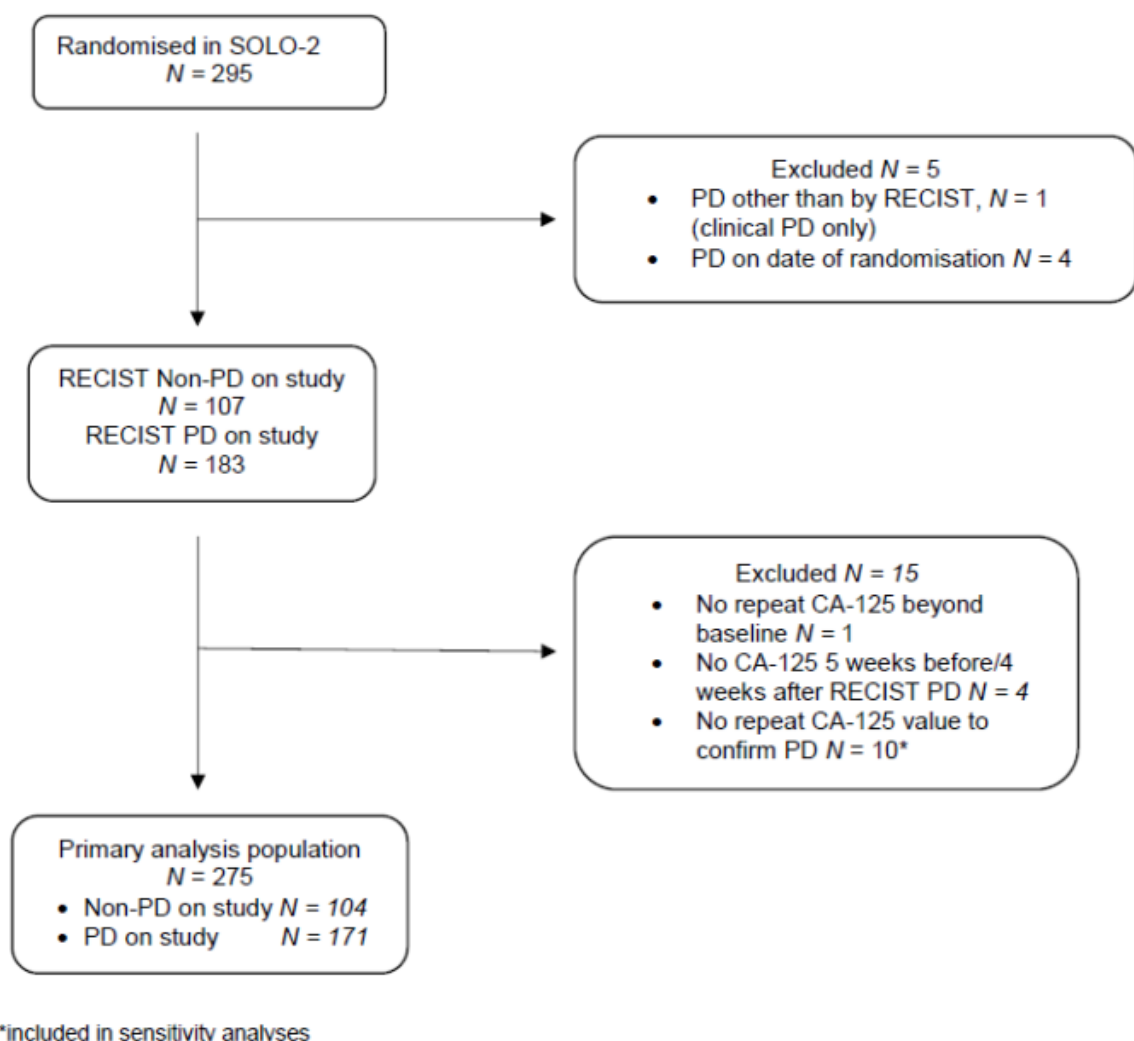 Randomised in SOLO-2
N = 295
Excluded N = 5
• PD other than by RECIST, N = 1
(clinical PD only)
• PD on date of randomisation N = 4
RECIST Non-PD on study
N = 107
RECIST PD on study
N = 183
Excluded N = 15
• No repeat CA-125 beyond
baseline N = 1
• No CA-125 5 weeks before/4
weeks after RECIST PD N = 4
• No repeat CA-125 value to
confirm PD N = 10*
Primary analysis population
N = 275
• Non-PD on study N = 104
• PD on study N = 171
*included in sensitivity analyses